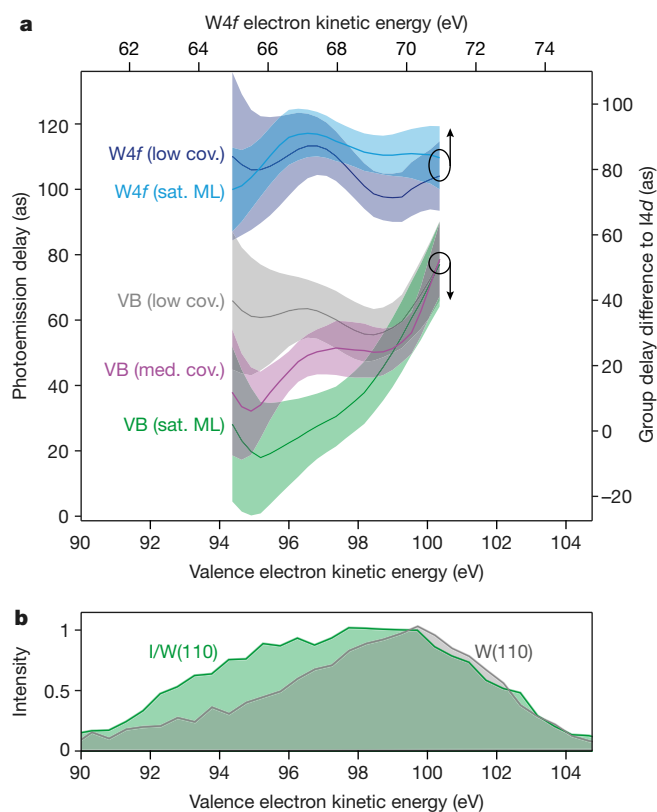 a
W4f electron kinetic energy (eV)
62 64 66 68 70 72 74
Photoemission delay (as)
120
100
80
60
40
20
0
W4f (low cov.)
W4f (sat. ML)
VB (low cov.)
VB (med. cov.)
VB (sat. ML)
100
80
60
40
20
0
−20
Group delay difference to I4d (as)
90 92 94 96 98 100 102 104
Valence electron kinetic energy (eV)
b
Intensity
1
0.5
0
I/W(110)
W(110)
90 92 94 96 98 100 102 104
Valence electron kinetic energy (eV)